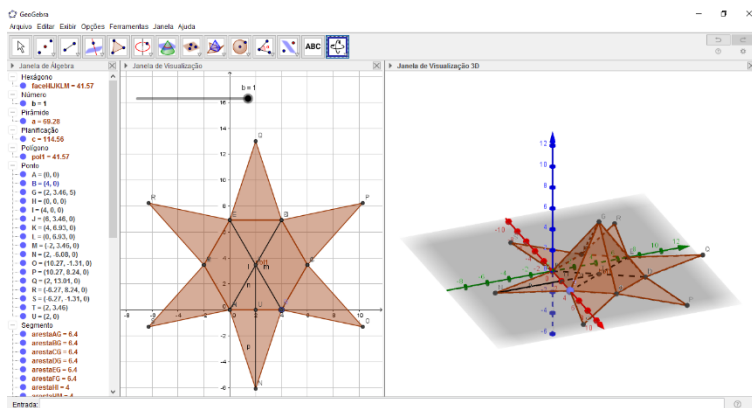 GeoGebra
Arquivo Editar Exibir Opções Ferramentas Janela Ajuda
ABC
Janela de Álgebra
Janela de Visualização
Janela de Visualização 3D
Hexágono
faceHIJKLM = 41.57
Número
b = 1
Pirâmide
a = 69.28
Planificação
c = 114.56
Polígono
pol1 = 41.57
Ponto
A = (0, 0)
B = (4, 0)
G = (2, 3.46, 5)
H = (0, 0, 0)
I = (4, 0, 0)
J = (6, 3.46, 0)
K = (4, 6.93, 0)
L = (0, 6.93, 0)
M = (-2, 3.46, 0)
N = (2, -6.08, 0)
O = (10.27, -1.31, 0)
P = (10.27, 8.24, 0)
Q = (2, 13.01, 0)
R = (-6.27, 8.24, 0)
S = (-6.27, -1.31, 0)
T = (2, 3.46)
U = (2, 0)
Segmento
arestaAG = 6.4
arestaBG = 6.4
arestaCG = 6.4
arestaDG = 6.4
arestaEG = 6.4
arestaFG = 6.4
arestaHI = 4
arestaHM = 4
b = 1
Entrada: